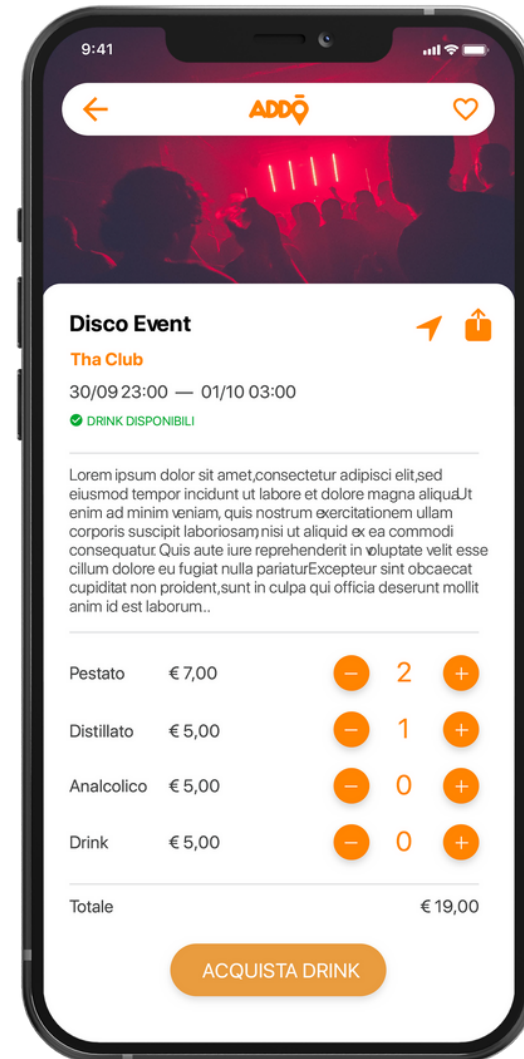 9:41
ADDŌ
Disco Event
Tha Club
30/09 23:00 — 01/10 03:00
DRINK DISPONIBILI
Lorem ipsum dolor sit amet,consectetur adipisci elit,sed
eiusmod tempor incidunt ut labore et dolore magna aliqua.Ut
enim ad minim veniam, quis nostrum exercitationem ullam
corporis suscipit laboriosam, nisi ut aliquid ex ea commodi
consequatur. Quis aute iure reprehenderit in voluptate velit esse
cillum dolore eu fugiat nulla pariatur.Excepteur sint obcaecat
cupiditat non proident,sunt in culpa qui officia deserunt mollit
anim id est laborum..
Pestato € 7,00 − 2 +
Distillato € 5,00 − 1 +
Analcolico € 5,00 − 0 +
Drink € 5,00 − 0 +
Totale € 19,00
ACQUISTA DRINK